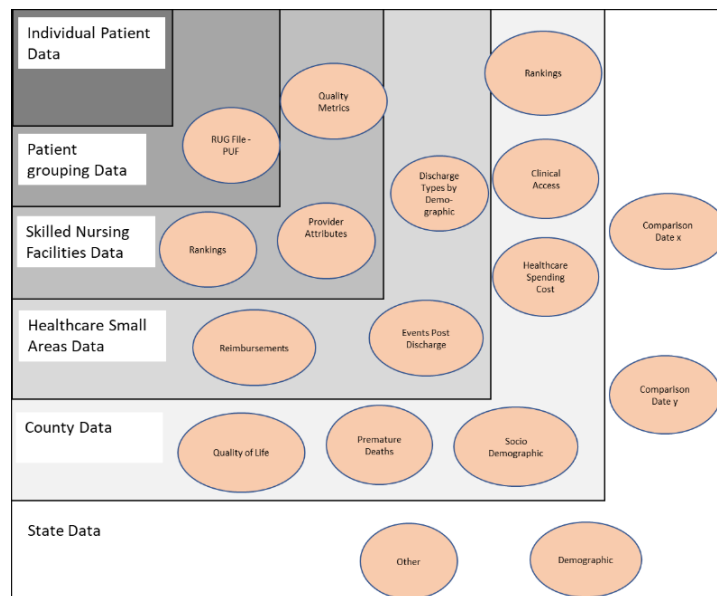 Individual Patient
Data
Rankings
Quality
Metrics
RUG File -
PUF
Patient
grouping Data
Discharge
Types by
Demo-
graphic
Clinical
Access
Skilled Nursing
Facilities Data
Rankings
Provider
Attributes
Comparison
Date x
Healthcare
Spending
Cost
Healthcare Small
Areas Data
Reimbursements
Events Post
Discharge
Comparison
Date y
County Data
Quality of Life
Premature
Deaths
Socio
Demographic
State Data
Other
Demographic